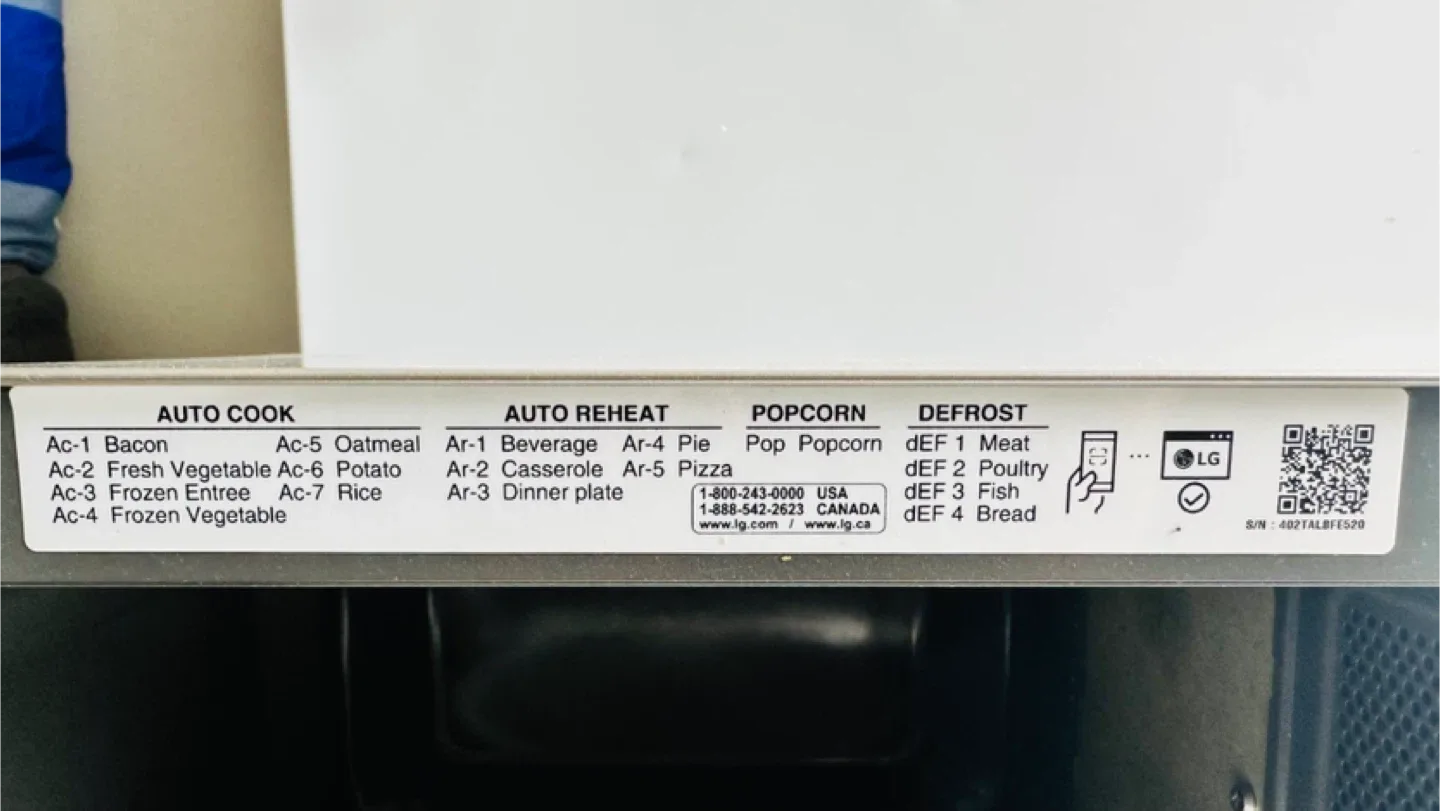 AUTO COOK
Ac-1 Bacon
Ac-2 Fresh Vegetable
Ac-3 Frozen Entree
Ac-4 Frozen Vegetable
Ac-5 Oatmeal
Ac-6 Potato
Ac-7 Rice
AUTO REHEAT
Ar-1 Beverage
Ar-2 Casserole
Ar-3 Dinner plate
Ar-4 Pie
Ar-5 Pizza
POPCORN
Pop Popcorn
1-800-243-0000 USA
1-888-542-2623 CANADA
www.lg.com / www.lg.ca
DEFROST
dEF 1 Meat
dEF 2 Poultry
dEF 3 Fish
dEF 4 Bread
LG
S/N : 402TALBFE520